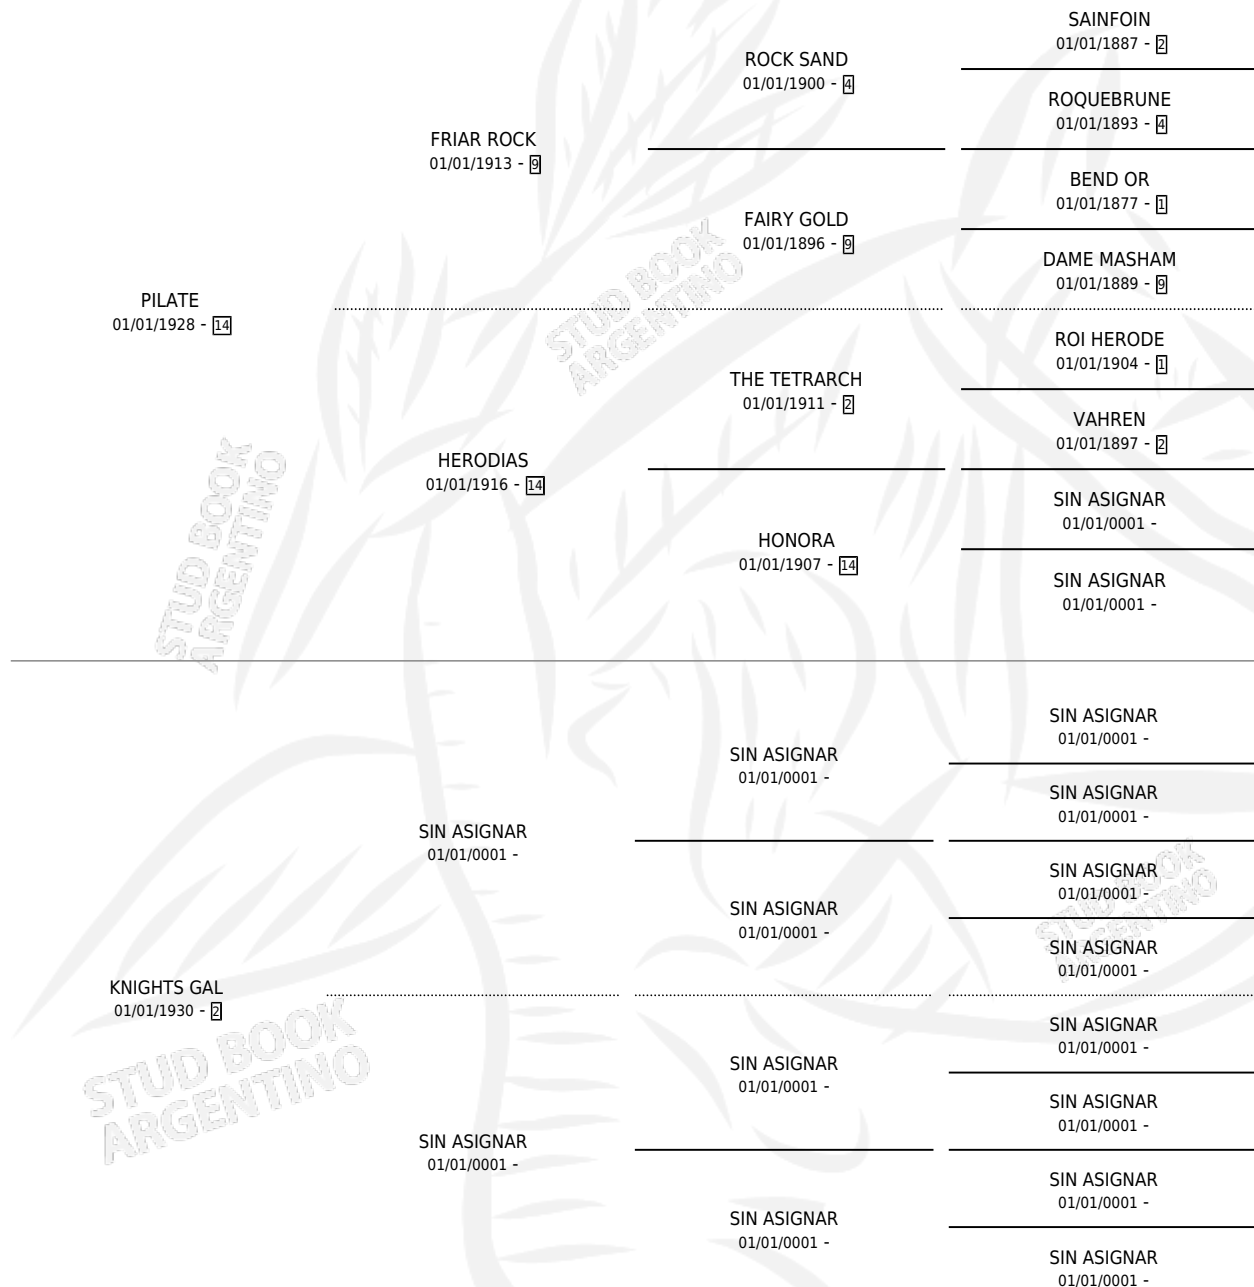 SAINFOIN
01/01/1887 - 2
ROCK SAND
01/01/1900 - 4
ROQUEBRUNE
01/01/1893 - 4
FRIAR ROCK
01/01/1913 - 9
BEND OR
01/01/1877 - 1
FAIRY GOLD
01/01/1896 - 9
DAME MASHAM
01/01/1889 - 9
PILATE
01/01/1928 - 14
ROI HERODE
01/01/1904 - 1
THE TETRARCH
01/01/1911 - 2
VAHREN
01/01/1897 - 2
HERODIAS
01/01/1916 - 14
SIN ASIGNAR
01/01/0001 -
HONORA
01/01/1907 - 14
SIN ASIGNAR
01/01/0001 -
SIN ASIGNAR
01/01/0001 -
SIN ASIGNAR
01/01/0001 -
SIN ASIGNAR
01/01/0001 -
SIN ASIGNAR
01/01/0001 -
SIN ASIGNAR
01/01/0001 -
SIN ASIGNAR
01/01/0001 -
SIN ASIGNAR
01/01/0001 -
KNIGHTS GAL
01/01/1930 - 2
SIN ASIGNAR
01/01/0001 -
SIN ASIGNAR
01/01/0001 -
SIN ASIGNAR
01/01/0001 -
SIN ASIGNAR
01/01/0001 -
SIN ASIGNAR
01/01/0001 -
SIN ASIGNAR
01/01/0001 -
SIN ASIGNAR
01/01/0001 -
STUD BOOK
ARGENTINO
STUD BOOK
ARGENTINO
STUD BOOK
ARGENTINO
STUD BOOK
ARGENTINO